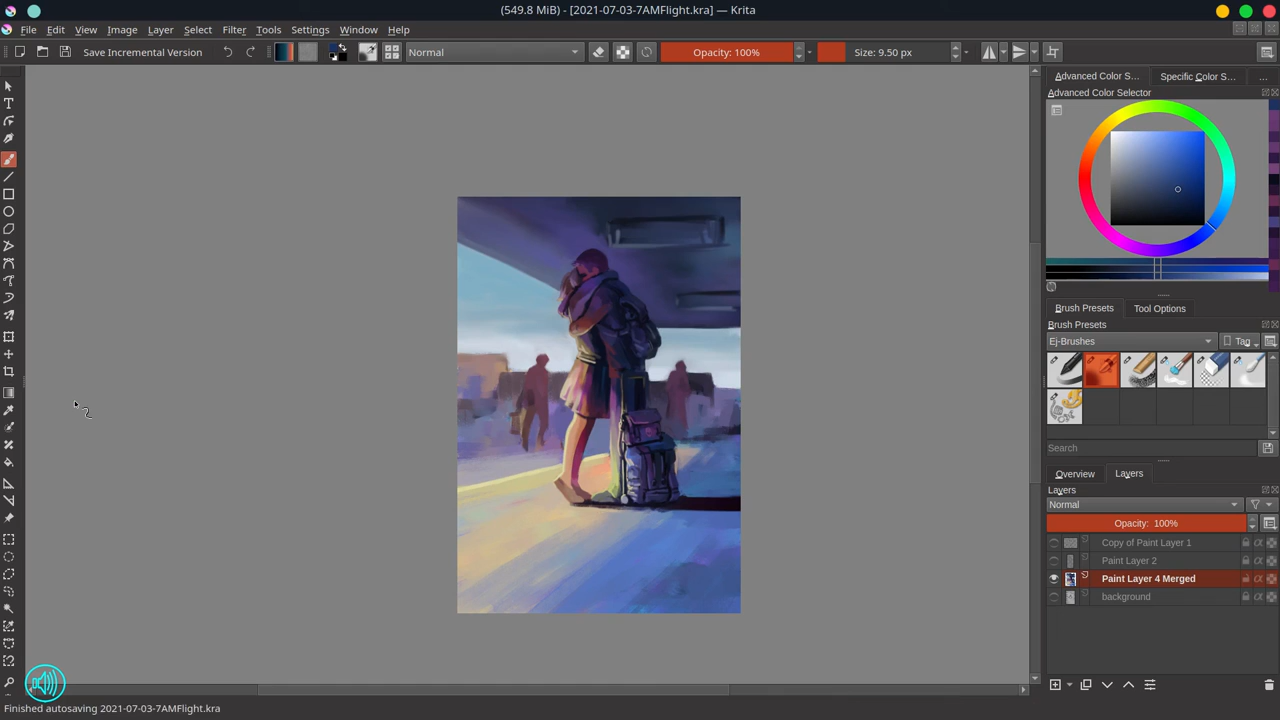 (549.8 MiB) - [2021-07-03-7AMFlight.kra] — Krita
File Edit View Image Layer Select Filter Tools Settings Window Help
Save Incremental Version Normal Opacity: 100% Size: 9.50 px
Advanced Color S... Specific Color S... ...
Advanced Color Selector
Brush Presets Tool Options
Brush Presets
Ej-Brushes Tag
Search
Overview Layers
Layers
Normal
Opacity: 100%
Copy of Paint Layer 1
Paint Layer 2
Paint Layer 4 Merged
background
Finished autosaving 2021-07-03-7AMFlight.kra